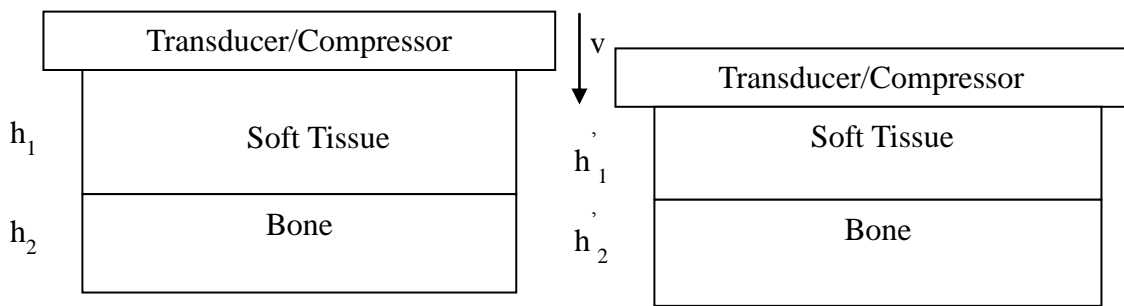 Transducer/Compressor
h1
Soft Tissue
h2
Bone
v
Transducer/Compressor
h'1
Soft Tissue
h'2
Bone